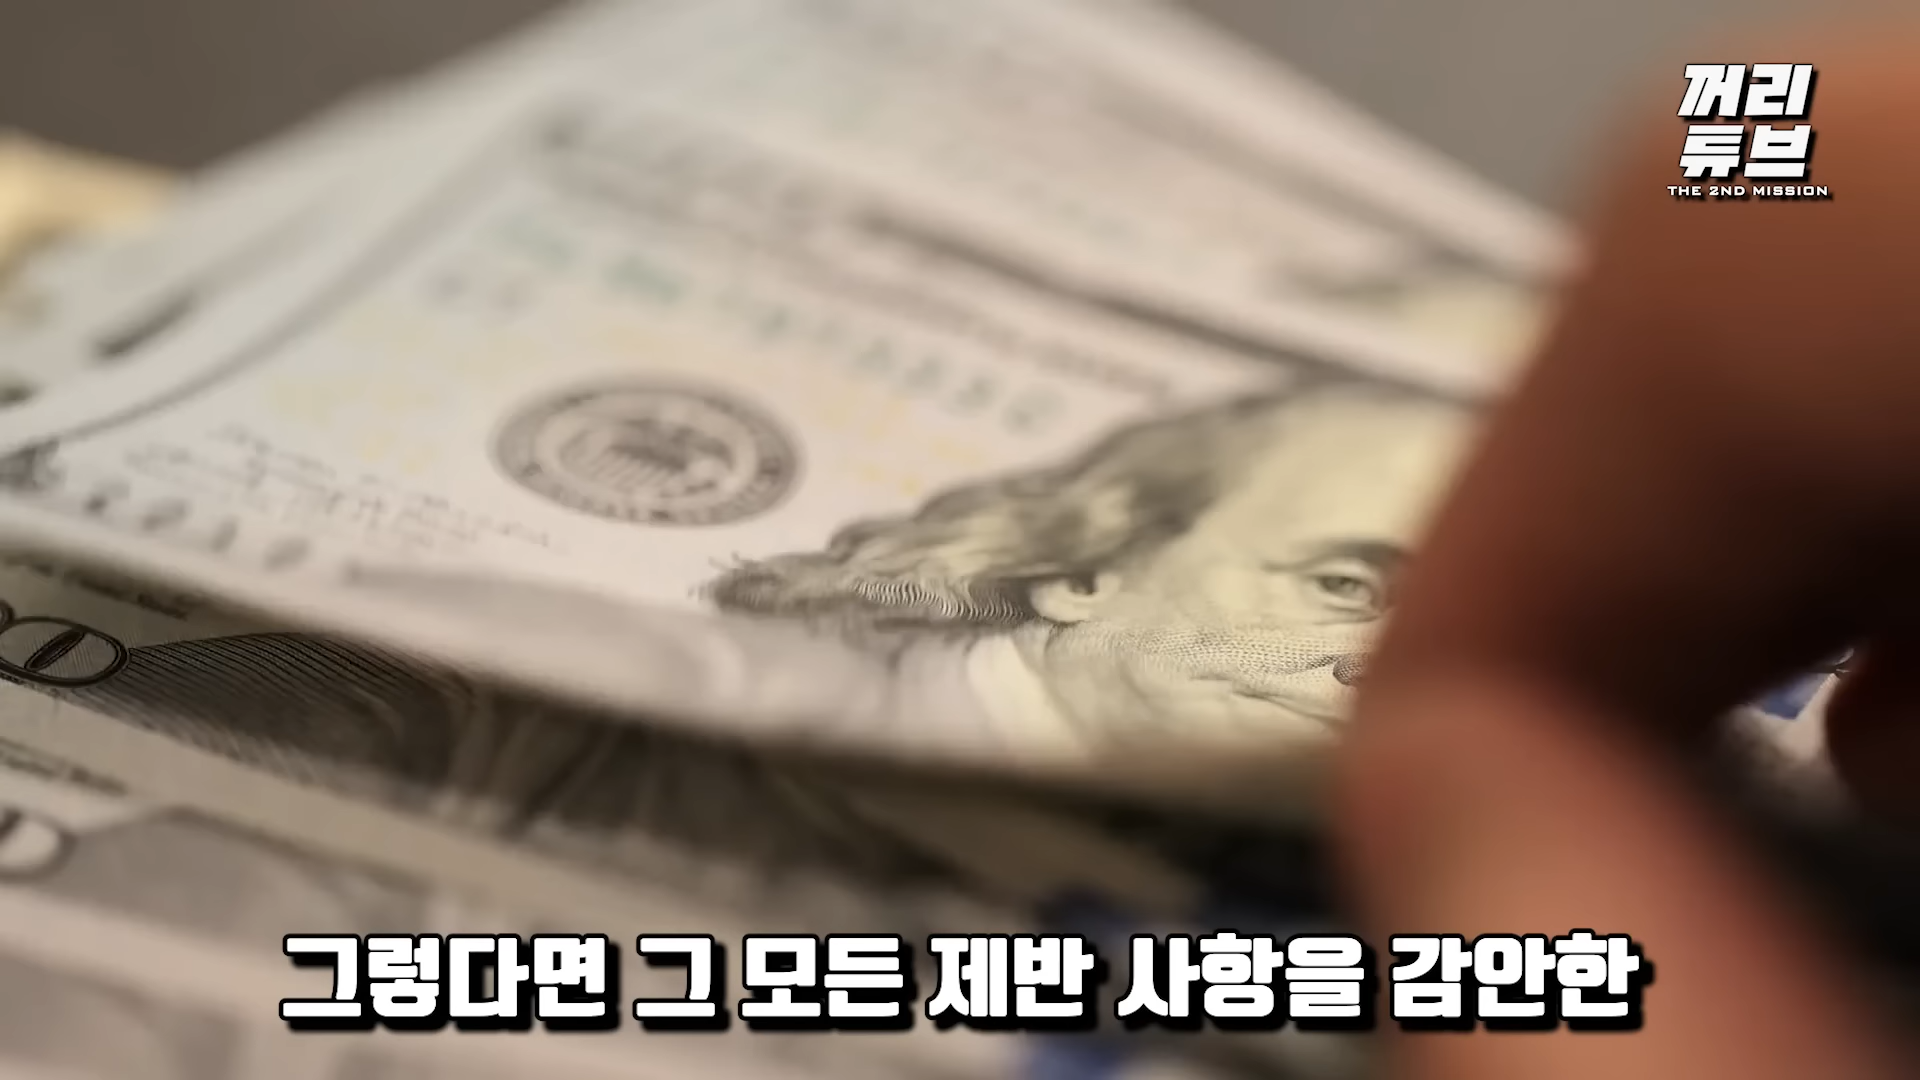 꺼리
튜브
THE 2ND MISSION
그렇다면 그 모든 제반 사항을 감안한